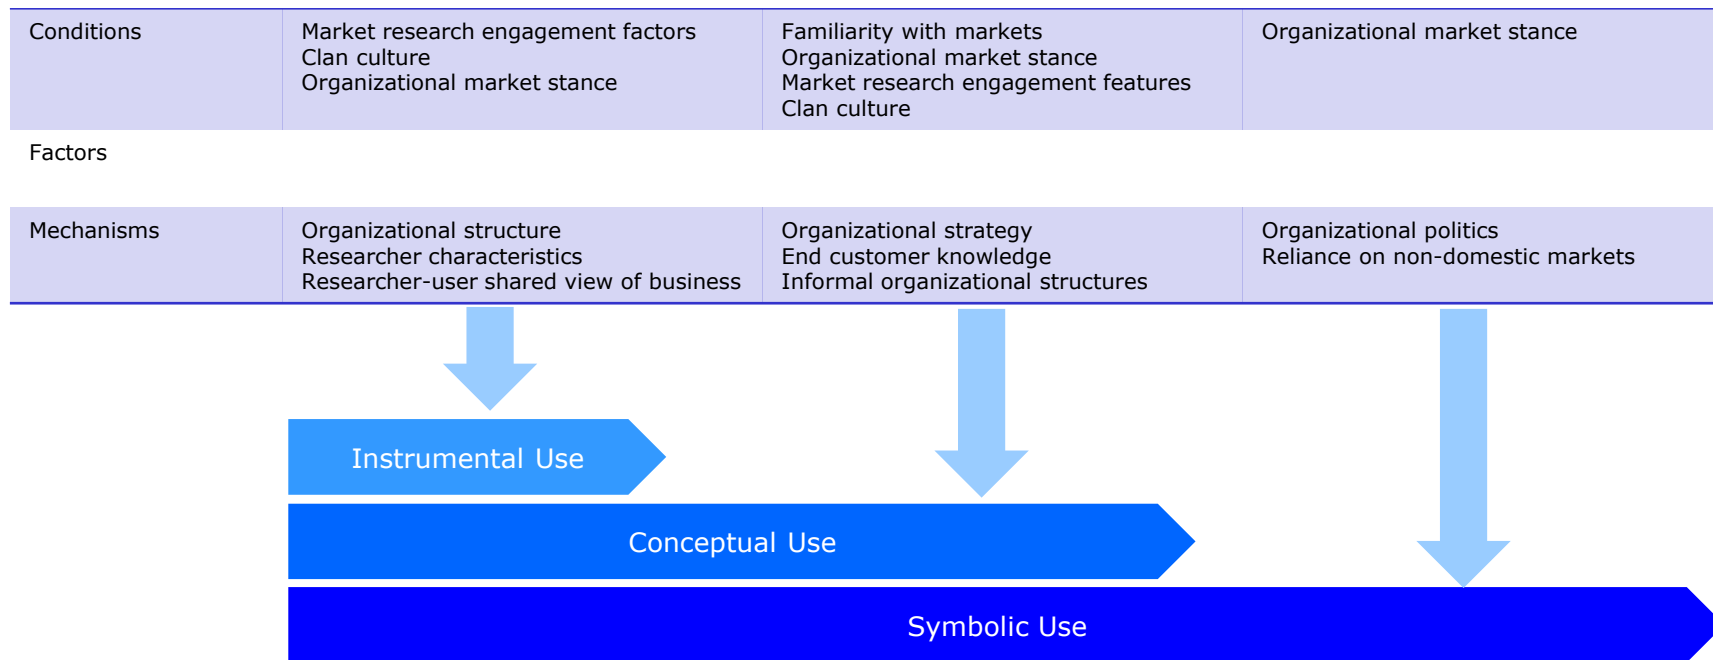 Conditions
Market research engagement factors
Clan culture
Organizational market stance
Familiarity with markets
Organizational market stance
Market research engagement features
Clan culture
Organizational market stance
Factors
Mechanisms
Organizational structure
Researcher characteristics
Researcher-user shared view of business
Organizational strategy
End customer knowledge
Informal organizational structures
Organizational politics
Reliance on non-domestic markets
Instrumental Use
Conceptual Use
Symbolic Use